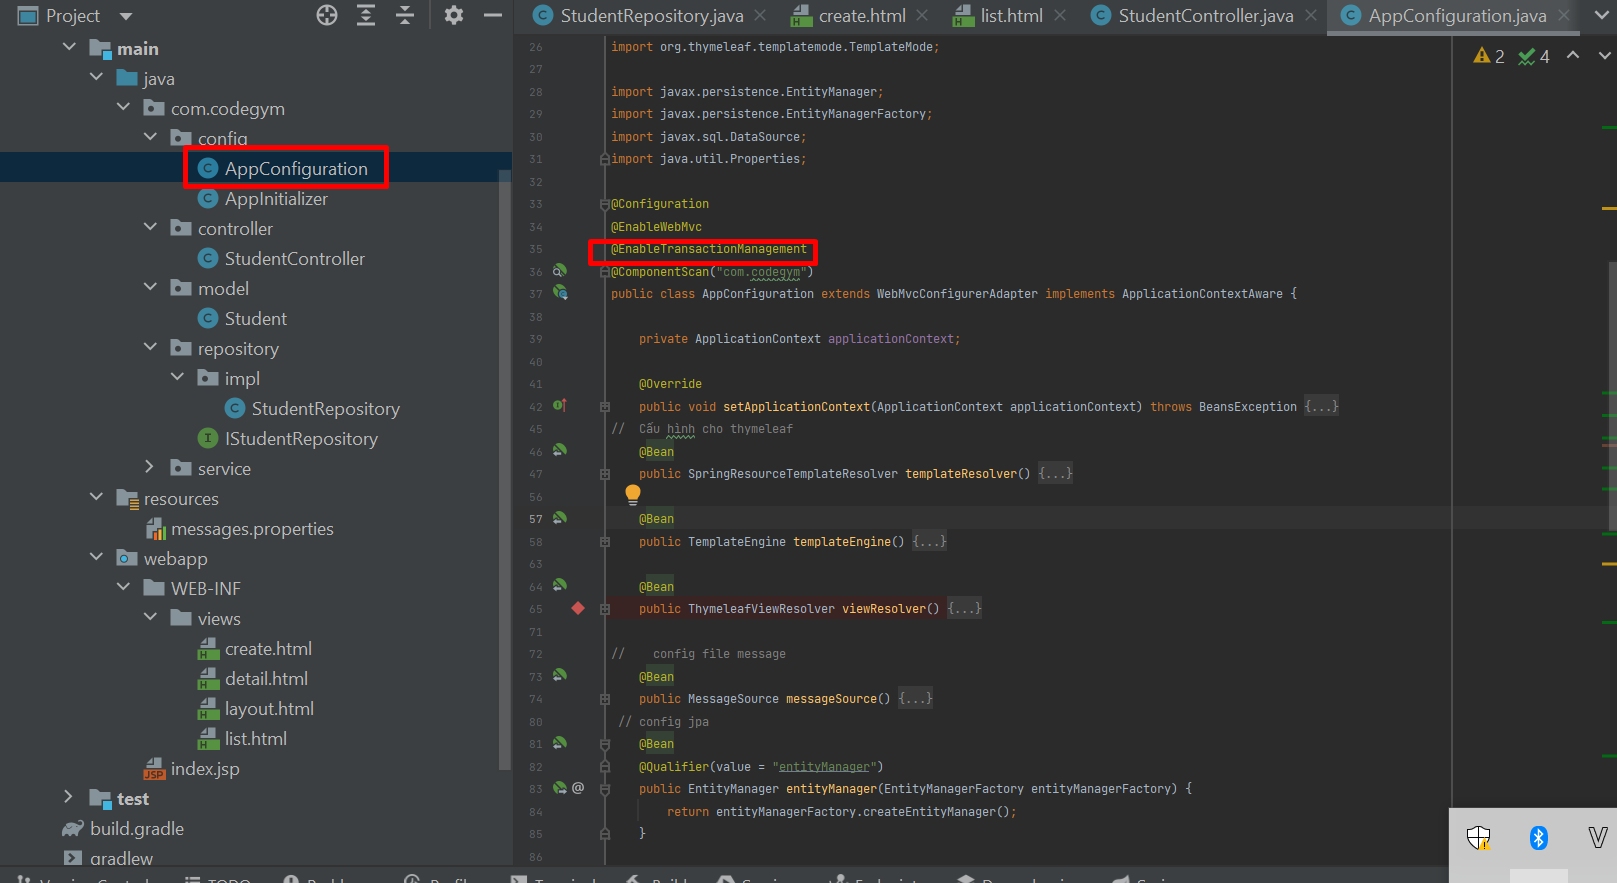 Project
main
java
com.codegym
config
AppConfiguration
AppInitializer
controller
StudentController
model
Student
repository
impl
StudentRepository
IStudentRepository
service
resources
messages.properties
webapp
WEB-INF
views
create.html
detail.html
layout.html
list.html
index.jsp
test
build.gradle
gradlew
StudentRepository.java
create.html
list.html
StudentController.java
AppConfiguration.java
2 4
26 import org.thymeleaf.templatemode.TemplateMode;
27
28 import javax.persistence.EntityManager;
29 import javax.persistence.EntityManagerFactory;
30 import javax.sql.DataSource;
31 import java.util.Properties;
32
33 @Configuration
34 @EnableWebMvc
35 @EnableTransactionManagement
36 @ComponentScan("com.codegym")
37 public class AppConfiguration extends WebMvcConfigurerAdapter implements ApplicationContextAware {
38
39 private ApplicationContext applicationContext;
40
41 @Override
42 public void setApplicationContext(ApplicationContext applicationContext) throws BeansException {...}
45 // Cấu hình cho thymeleaf
46 @Bean
47 public SpringResourceTemplateResolver templateResolver() {...}
56
57 @Bean
58 public TemplateEngine templateEngine() {...}
63
64 @Bean
65 public ThymeleafViewResolver viewResolver() {...}
71
72 // config file message
73 @Bean
74 public MessageSource messageSource() {...}
80 // config jpa
81 @Bean
82 @Qualifier(value = "entityManager")
83 @ public EntityManager entityManager(EntityManagerFactory entityManagerFactory) {
84 return entityManagerFactory.createEntityManager();
85 }
86